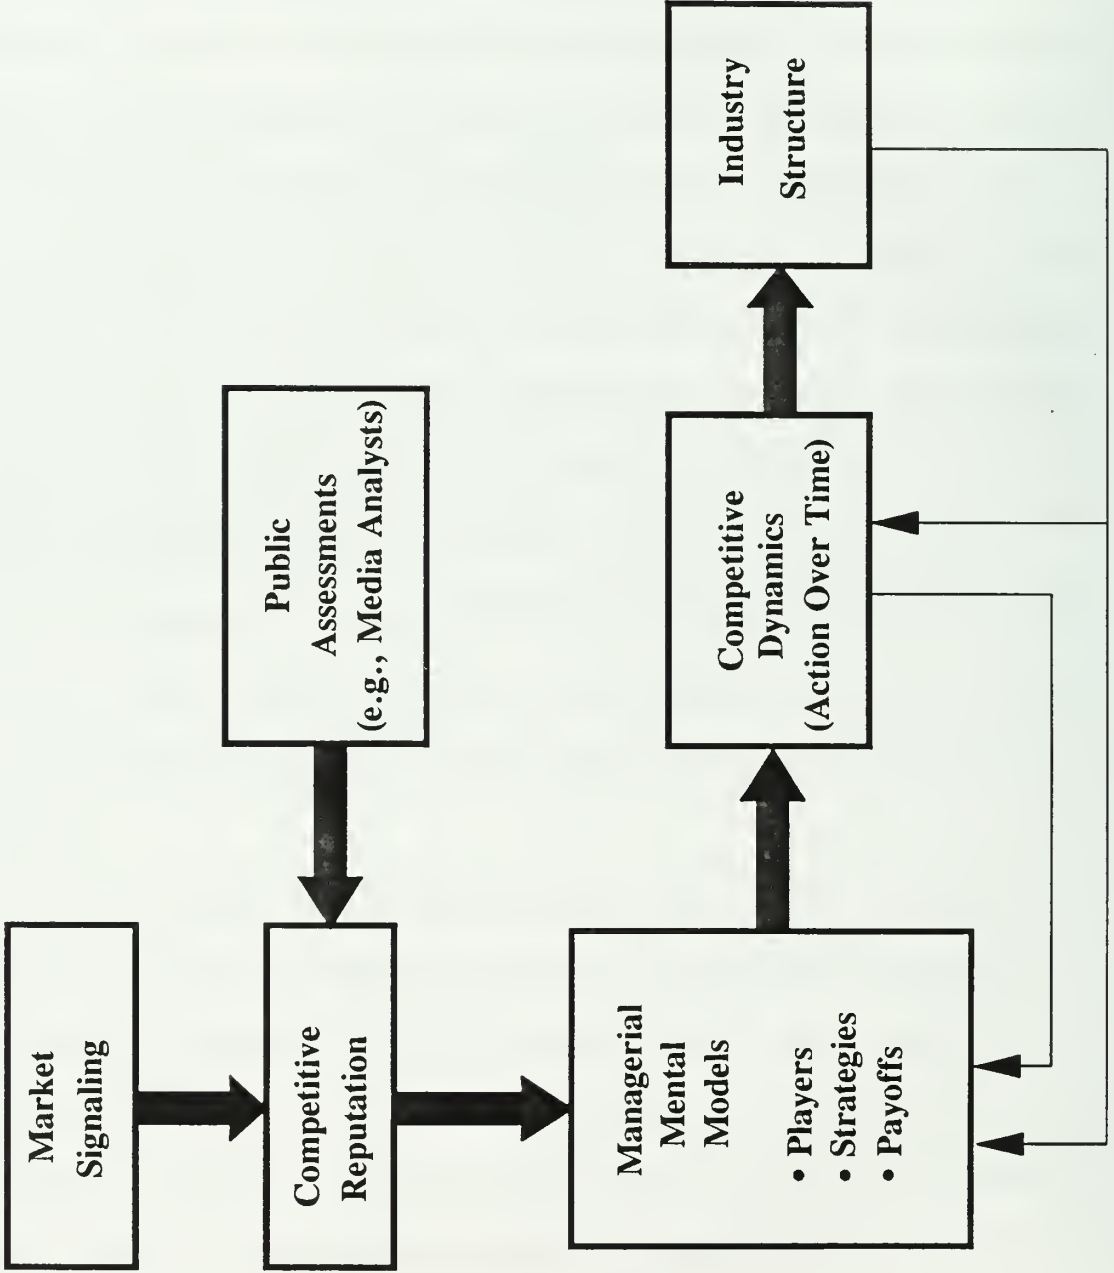 Market
Signaling
Competitive
Reputation
Public
Assessments
(e.g., Media Analysts)
Managerial
Mental
Models
• Players
• Strategies
• Payoffs
Competitive
Dynamics
(Action Over Time)
Industry
Structure